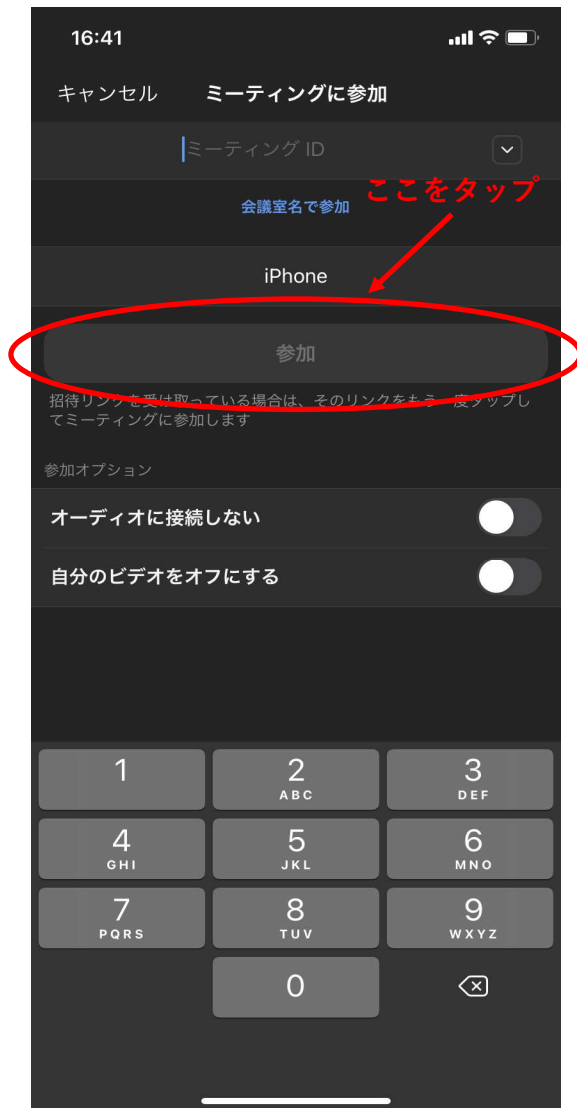 16:41
キャンセル ミーティングに参加
ミーティング ID
ここをタップ
会議室名で参加
iPhone
参加
招待リンクを受け取っている場合は、そのリンクをもう一度タップし
てミーティングに参加します
参加オプション
オーディオに接続しない
自分のビデオをオフにする
1 2 3
ABC DEF
4 5 6
GHI JKL MNO
7 8 9
PQRS TUV WXYZ
0